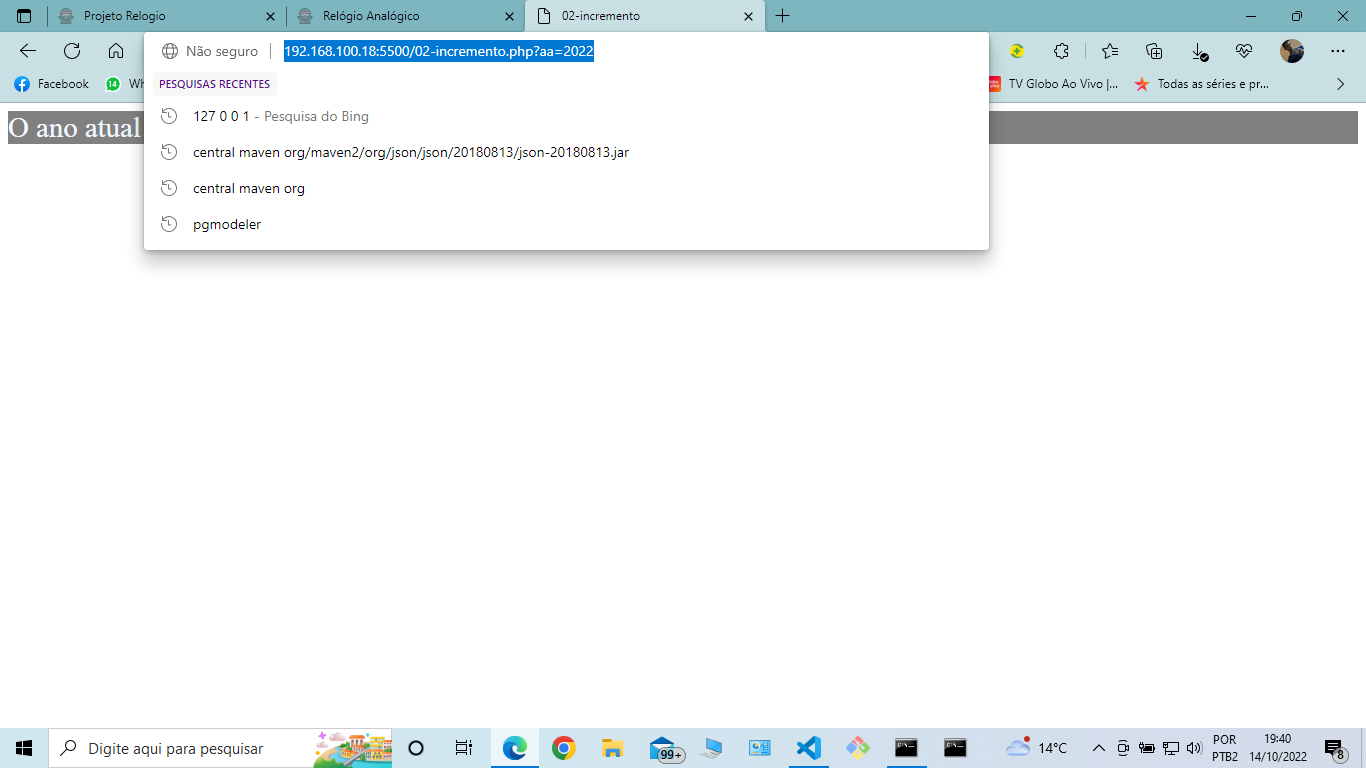 Projeto Relogio
Relógio Analógico
02-incremento
Não seguro
192.168.100.18:5500/02-incremento.php?aa=2022
Facebook
14
Wh
TV Globo Ao Vivo |...
Todas as séries e pr...
PESQUISAS RECENTES
O ano atual
127 0 0 1 - Pesquisa do Bing
central maven org/maven2/org/json/json/20180813/json-20180813.jar
central maven org
pgmodeler
Digite aqui para pesquisar
99+
14°C
POR
PTB2
19:40
14/10/2022
8